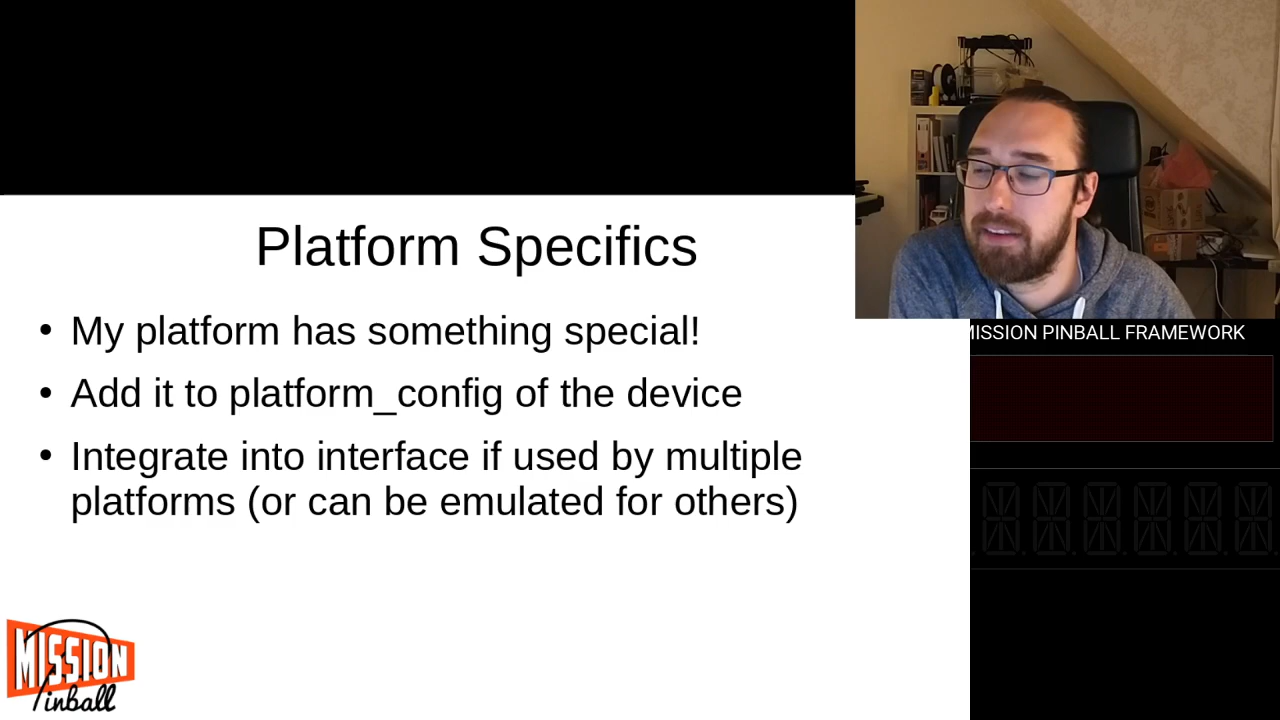 Platform Specifics
MISSION PINBALL FRAMEWORK
• My platform has something special!
• Add it to platform_config of the device
• Integrate into interface if used by multiple
platforms (or can be emulated for others)
MISSION
Pinball